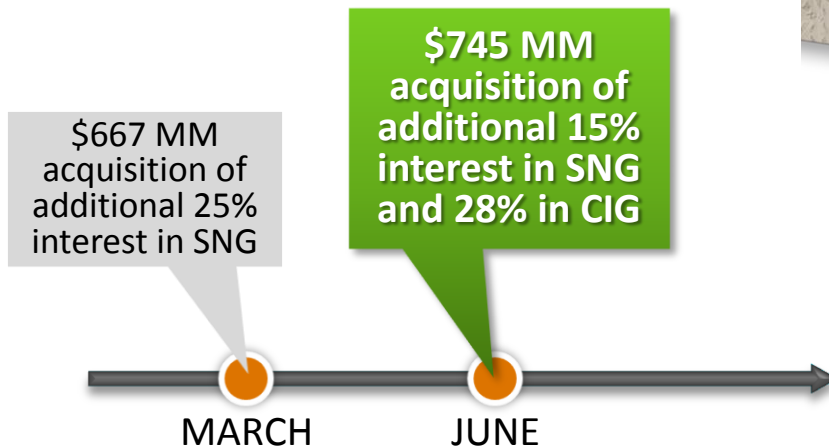 $667 MM
acquisition of
additional 25%
interest in SNG
$745 MM
acquisition of
additional 15%
interest in SNG
and 28% in CIG
MARCH
JUNE